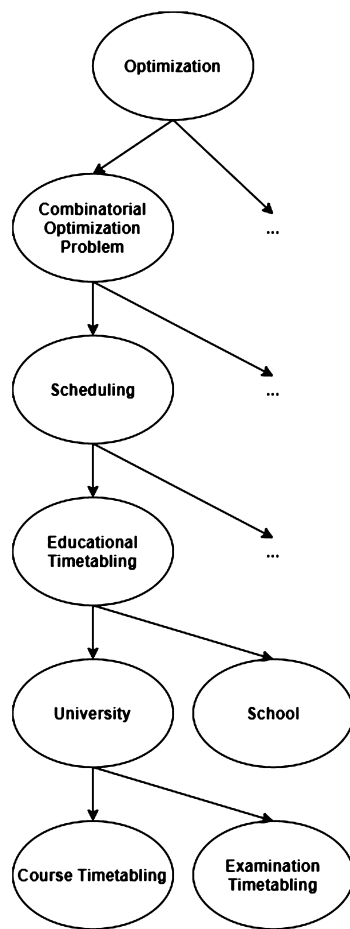 Optimization
Combinatorial
Optimization
Problem
...
Scheduling
...
Educational
Timetabling
...
University
School
Course Timetabling
Examination
Timetabling